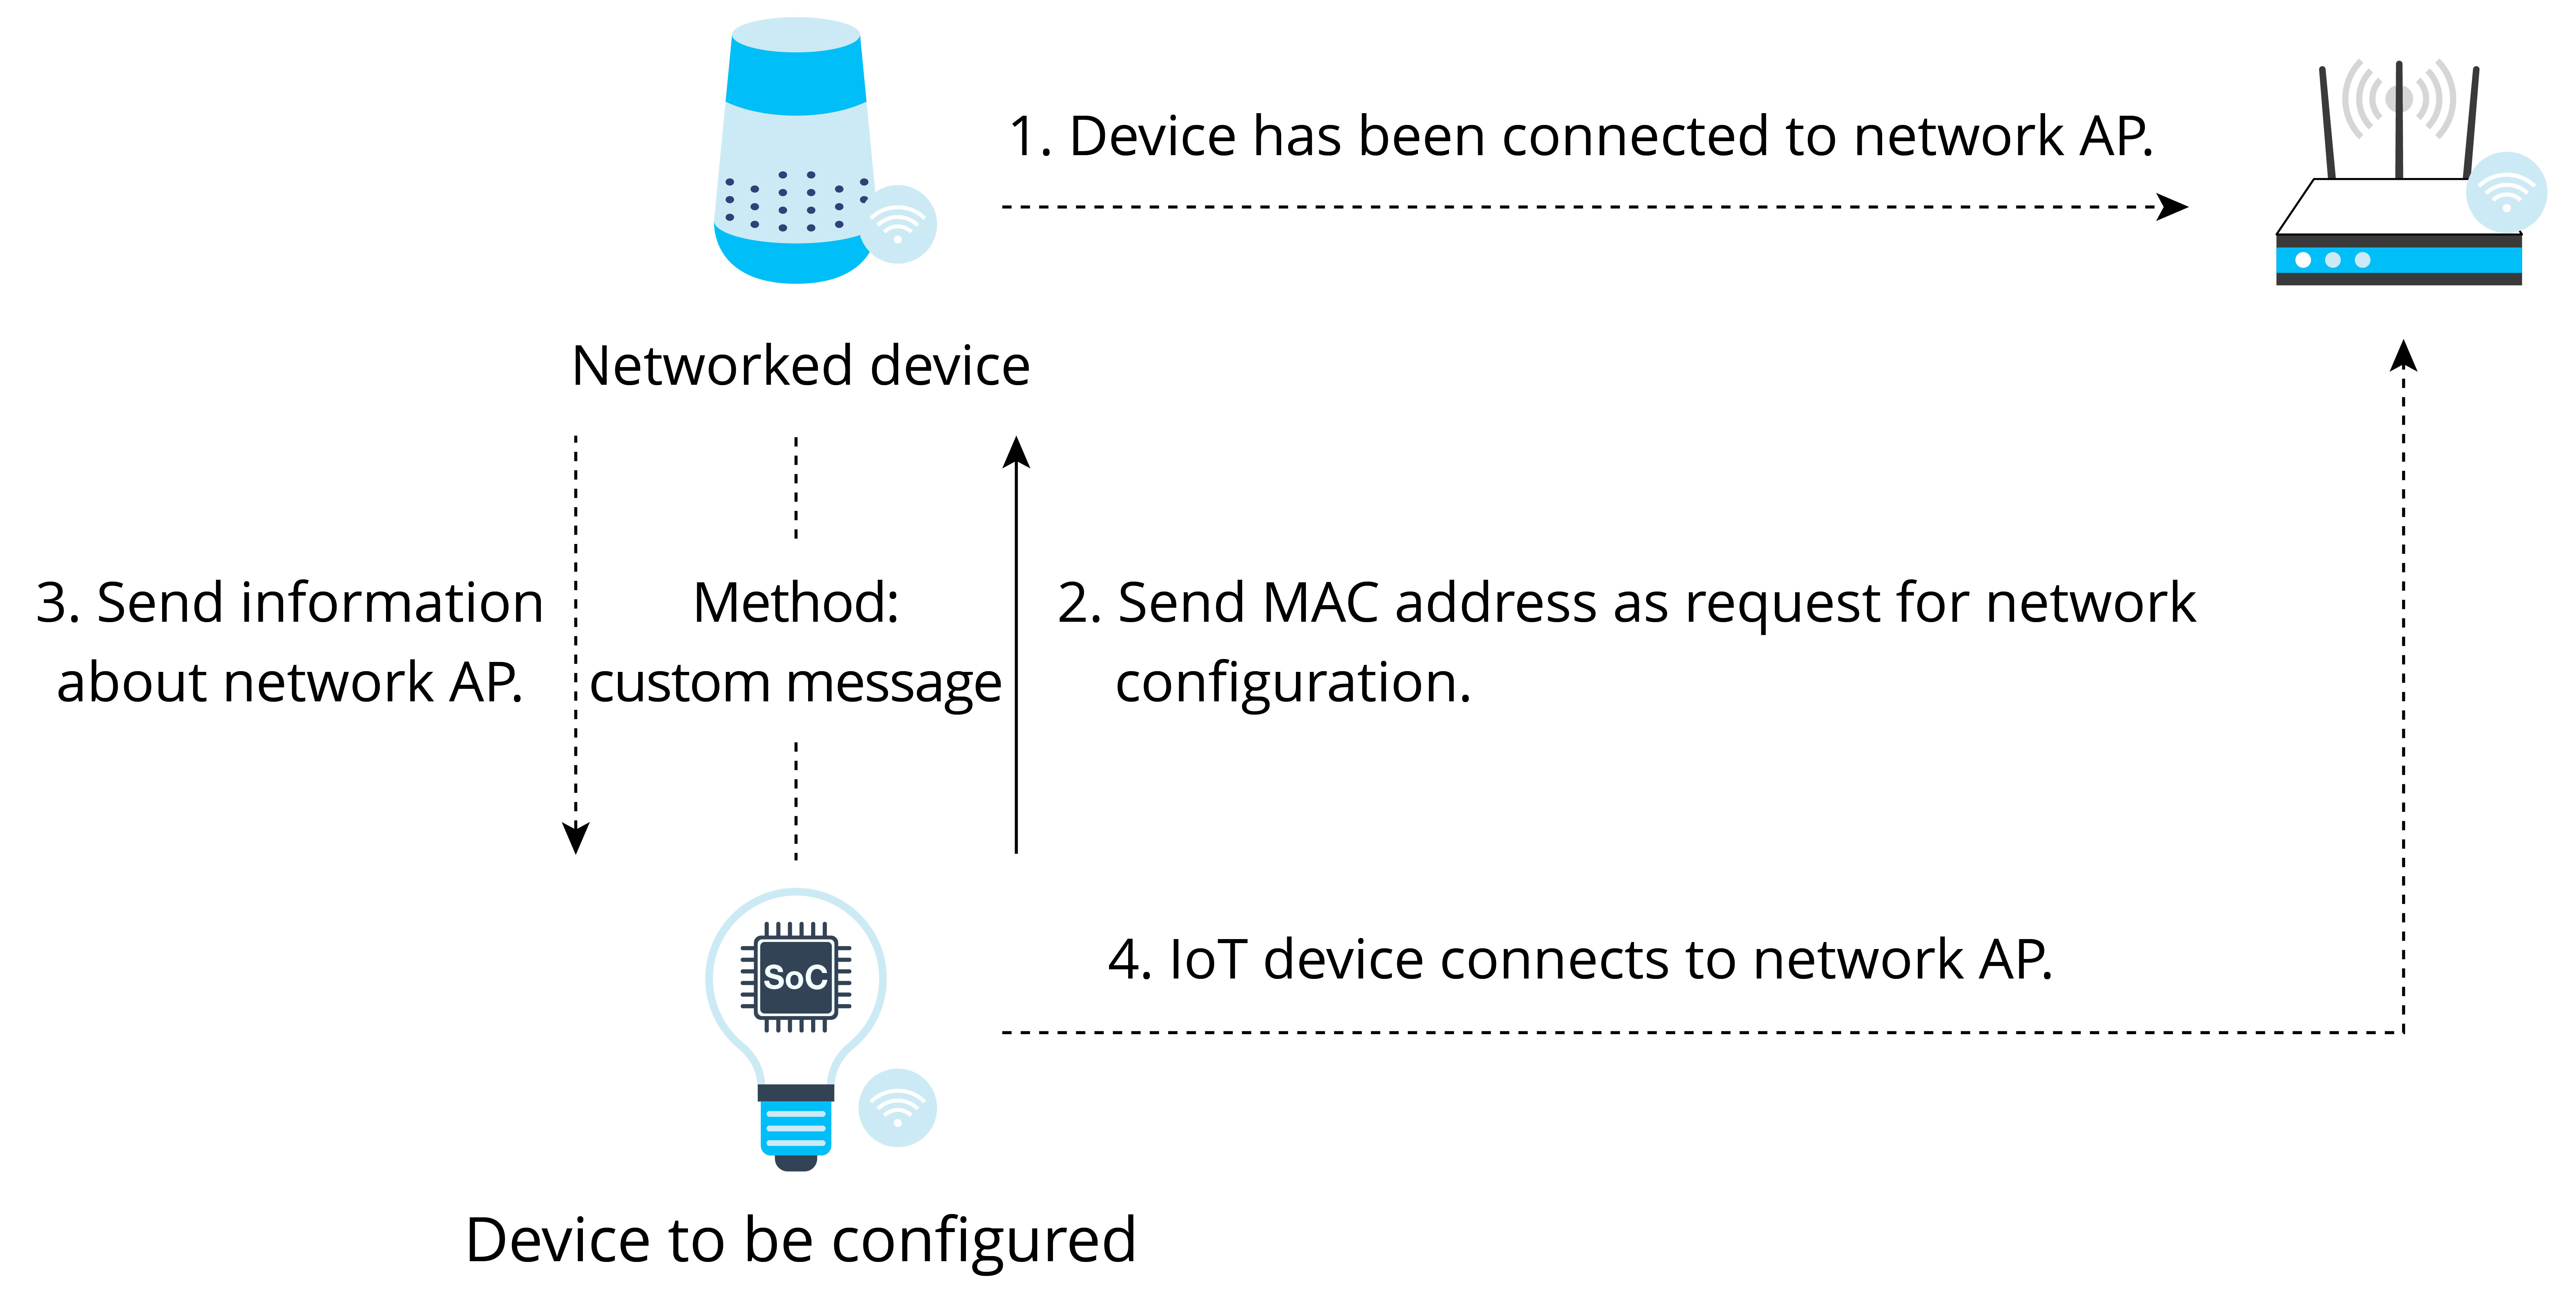 1. Device has been connected to network AP.
Networked device
3. Send information
about network AP.
Method:
custom message
2. Send MAC address as request for network
configuration.
SoC
4. IoT device connects to network AP.
Device to be configured